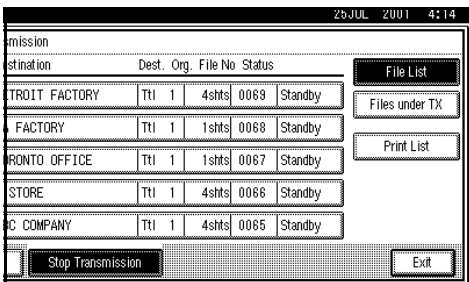 25JUL 2001 4:14
smission
stination Dest. Org. File No Status
File List
TROIT FACTORY Ttl 1 4shts 0069 Standby
Files under TX
FACTORY Ttl 1 1shts 0068 Standby
Print List
RONTO OFFICE Ttl 1 1shts 0067 Standby
STORE Ttl 1 4shts 0066 Standby
BC COMPANY Ttl 1 4shts 0065 Standby
Stop Transmission Exit